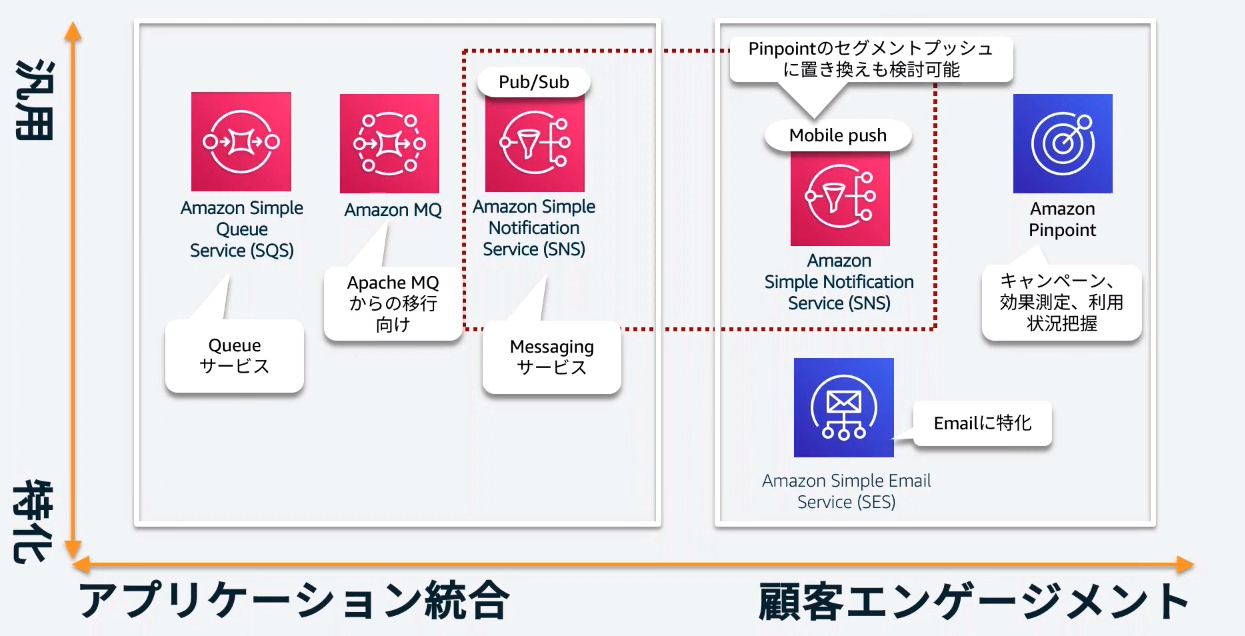 汎用
特化
アプリケーション統合
顧客エンゲージメント
Amazon Simple
Queue
Service (SQS)
Queue
サービス
Amazon MQ
Apache MQ
からの移行
向け
Pub/Sub
Amazon Simple
Notification
Service (SNS)
Messaging
サービス
Pinpointのセグメントプッシュ
に置き換えも検討可能
Mobile push
Amazon
Simple Notification
Service (SNS)
Amazon
Pinpoint
キャンペーン、
効果測定、利用
状況把握
Emailに特化
Amazon Simple Email
Service (SES)